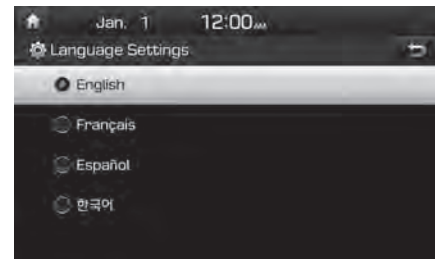 Jan. 1 12:00AM
Language Settings
English
Français
Español
한국어